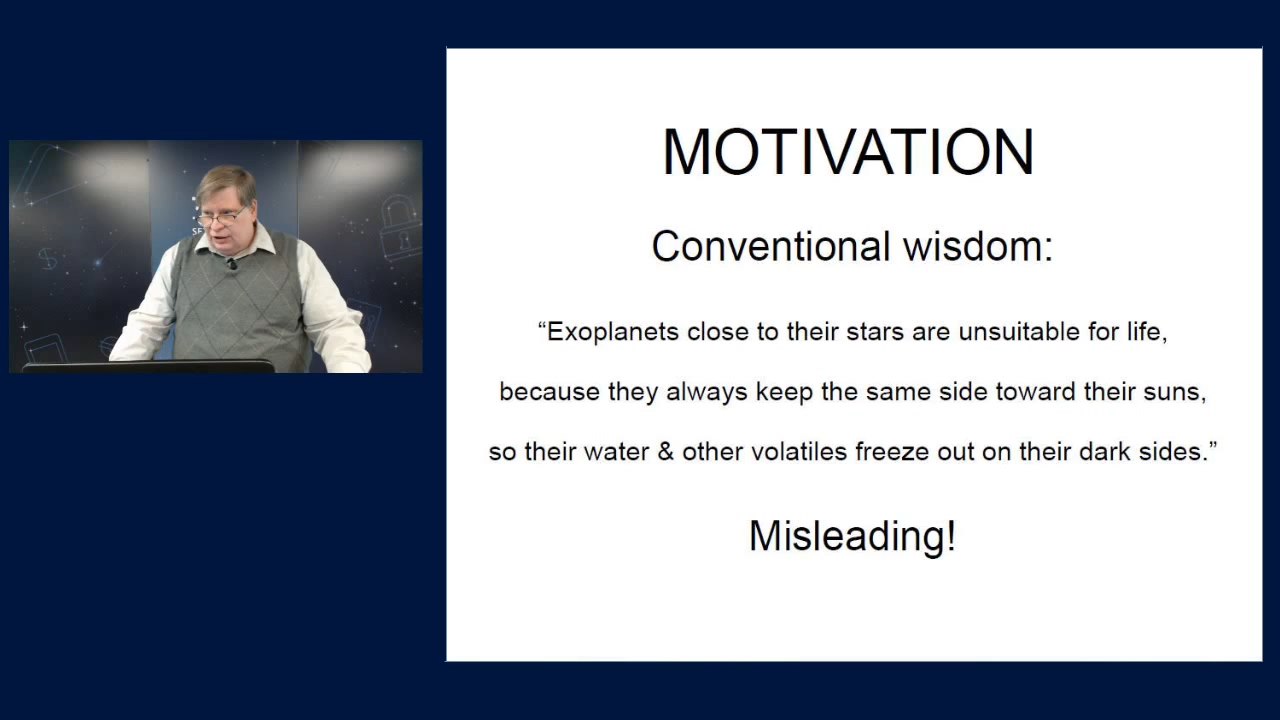 MOTIVATION
Conventional wisdom:
“Exoplanets close to their stars are unsuitable for life,
because they always keep the same side toward their suns,
so their water & other volatiles freeze out on their dark sides.”
Misleading!